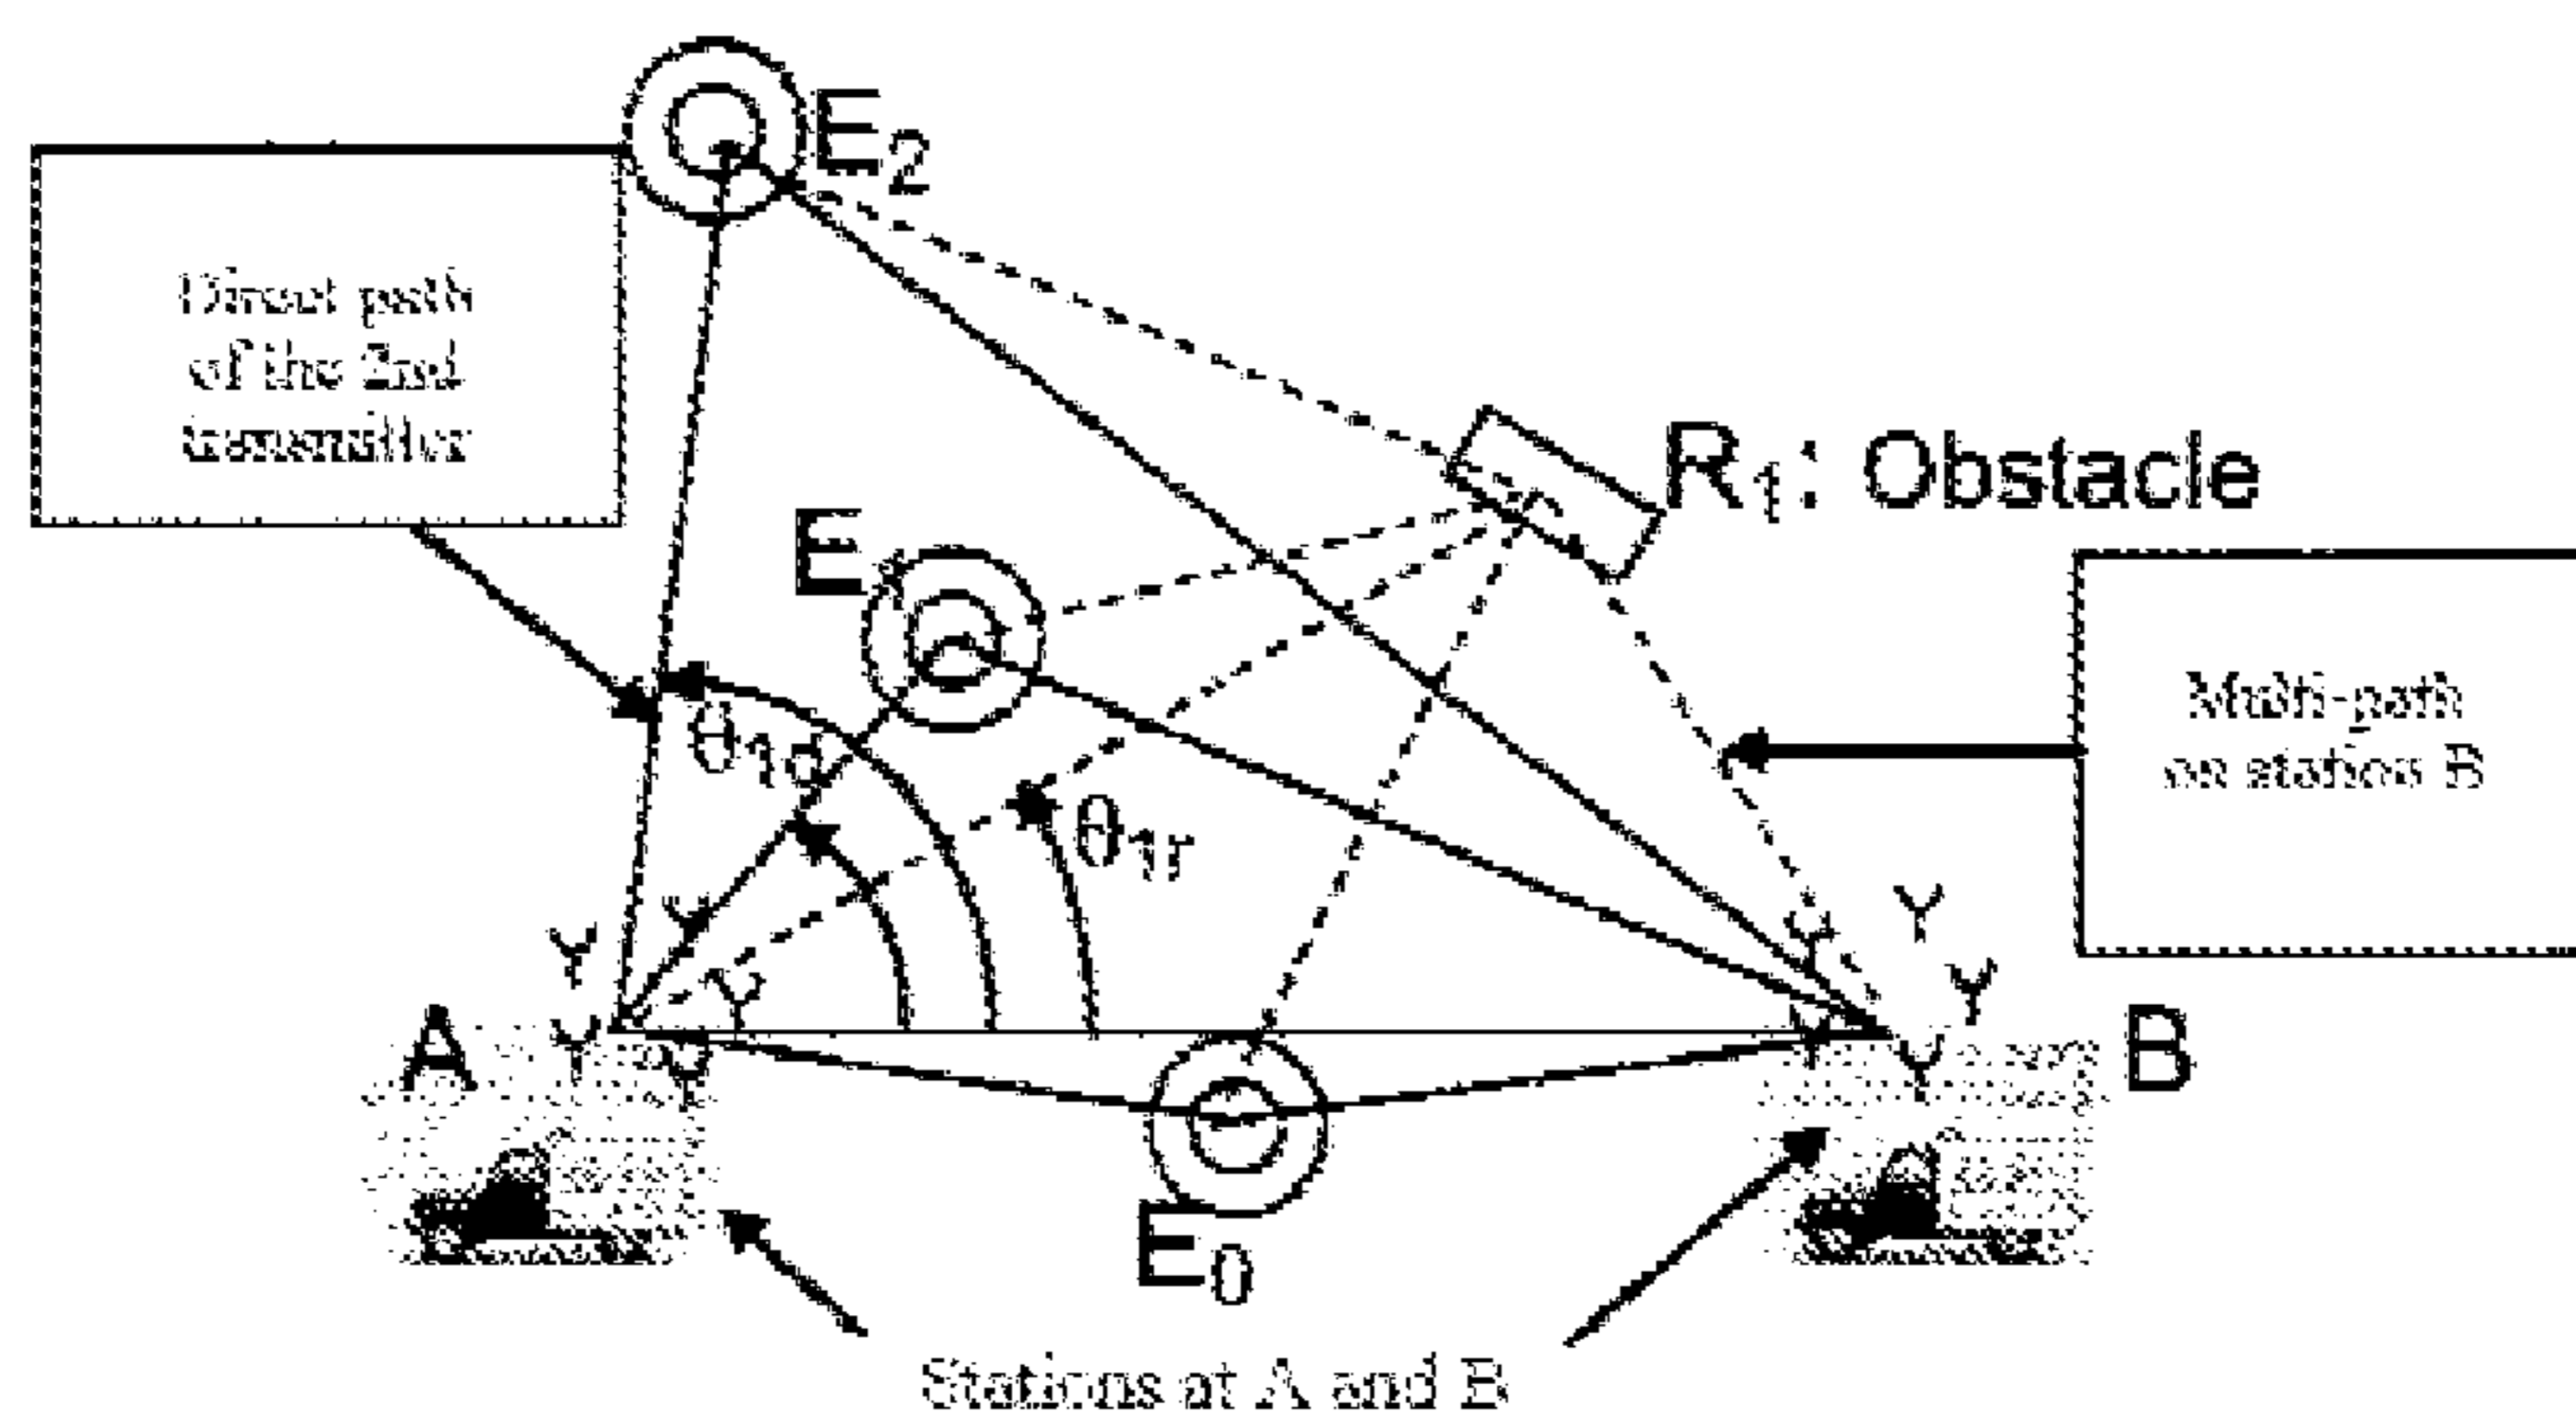 E2
Direct path
of the 2nd
transmitter
R1: Obstacle
E1
Multi-path
on station B
θ1d
θ1r
A
B
E0
Stations at A and B